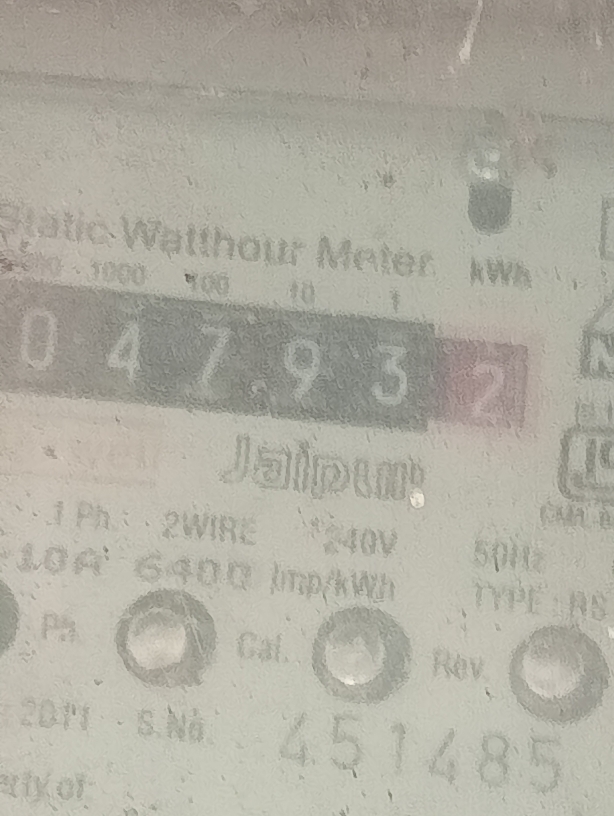 Static Watthour Meter kWh
1000 100 10 1
0 4 7 9 3 2
Jaipur
1 Ph. 2WIRE 240V 50Hz
-10A 6400 Imp/kWh TYPE : RS
Ph. Cal. Rev.
2011 S.No. 451485